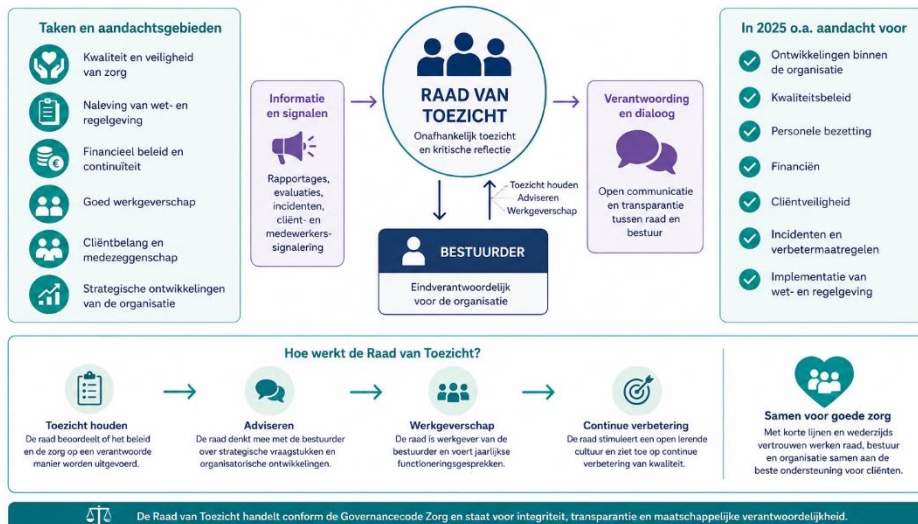 Taken en aandachtsgebieden
Kwaliteit en veiligheid
van zorg
Naleving van wet- en
regelgeving
Financieel beleid en
continuïteit
Goed werkgeverschap
Cliëntbelang en
medezeggenschap
Strategische ontwikkelingen
van de organisatie
Informatie
en signalen
Rapportages,
evaluaties,
incidenten,
cliënt- en
medewerkers-
signalering
RAAD VAN
TOEZICHT
Onafhankelijk toezicht
en kritische reflectie
Toezicht houden
Adviseren
Werkgeverschap
BESTUURDER
Eindverantwoordelijk
voor de organisatie
Verantwoording
en dialoog
Open communicatie
en transparantie
tussen raad en
bestuur
In 2025 o.a. aandacht voor
Ontwikkelingen binnen
de organisatie
Kwaliteitsbeleid
Personele bezetting
Financiën
Cliëntveiligheid
Incidenten en
verbetermaatregelen
Implementatie van
wet- en regelgeving
Hoe werkt de Raad van Toezicht?
Toezicht houden
De raad beoordeelt of het beleid
en de zorg op een verantwoorde
manier worden uitgevoerd.
Adviseren
De raad denkt mee met de bestuurder
over strategische vraagstukken en
organisatorische ontwikkelingen.
Werkgeverschap
De raad is werkgever van de
bestuurder en voert jaarlijkse
functioneringsgesprekken.
Continue verbetering
De raad stimuleert een open lerende
cultuur en ziet toe op continue
verbetering van kwaliteit.
Samen voor goede zorg
Met korte lijnen en wederzijds
vertrouwen werken raad, bestuur
en organisatie samen aan de
beste ondersteuning voor cliënten.
De Raad van Toezicht handelt conform de Governancecode Zorg en staat voor integriteit, transparantie en maatschappelijke verantwoordelijkheid.